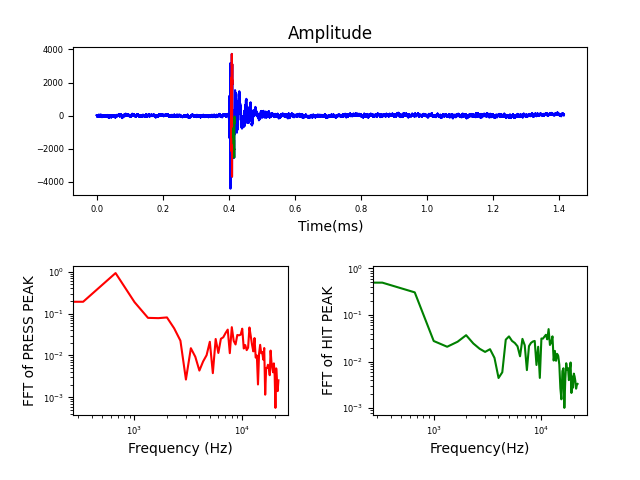 Amplitude
4000
2000
0
−2000
−4000
0.0 0.2 0.4 0.6 0.8 1.0 1.2 1.4
Time(ms)
FFT of PRESS PEAK
10⁰
10⁻¹
10⁻²
10⁻³
10³ 10⁴
Frequency (Hz)
FFT of HIT PEAK
10⁰
10⁻¹
10⁻²
10⁻³
10³ 10⁴
Frequency(Hz)